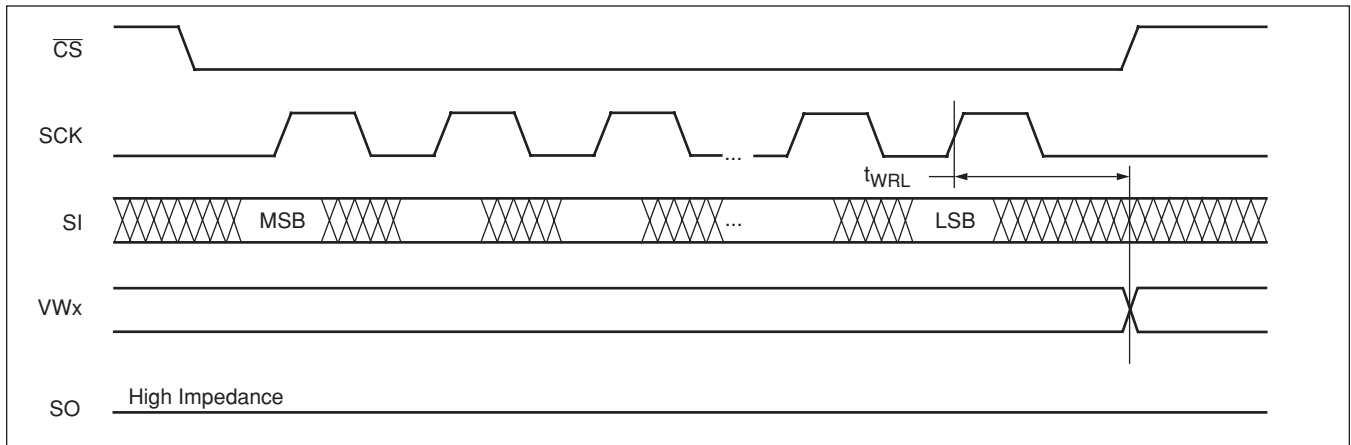 CS
SCK
...
tWRL
SI
MSB
...
LSB
VWx
SO
High Impedance